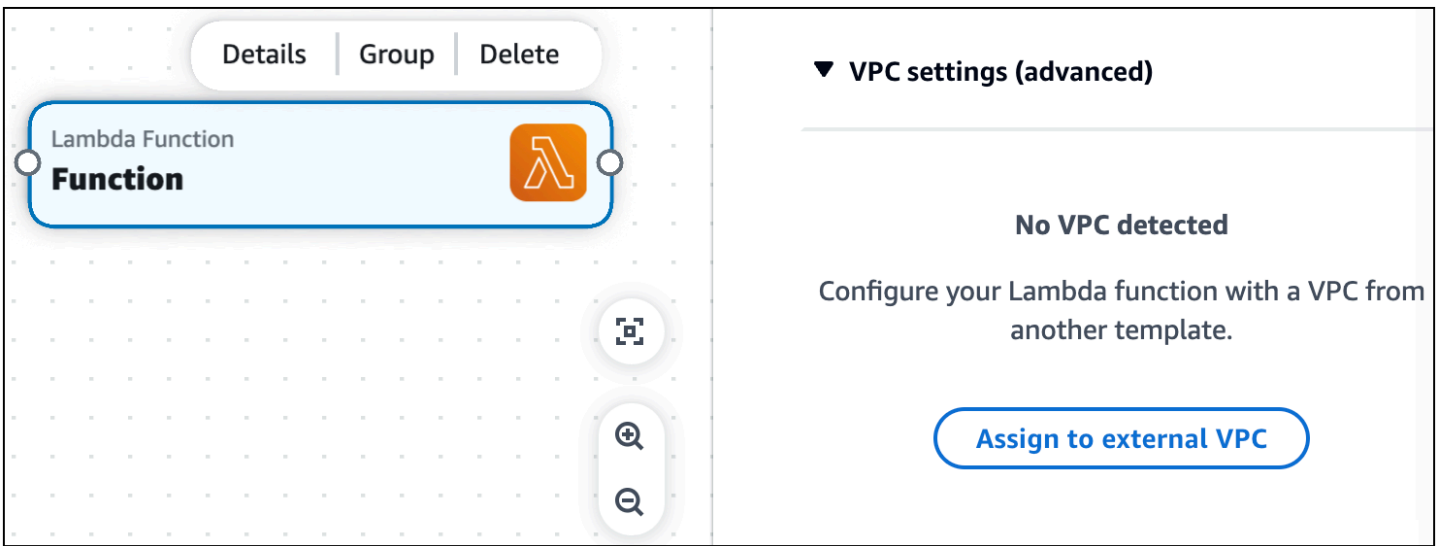 Details
Group
Delete
Lambda Function
Function
VPC settings (advanced)
No VPC detected
Configure your Lambda function with a VPC from
another template.
Assign to external VPC